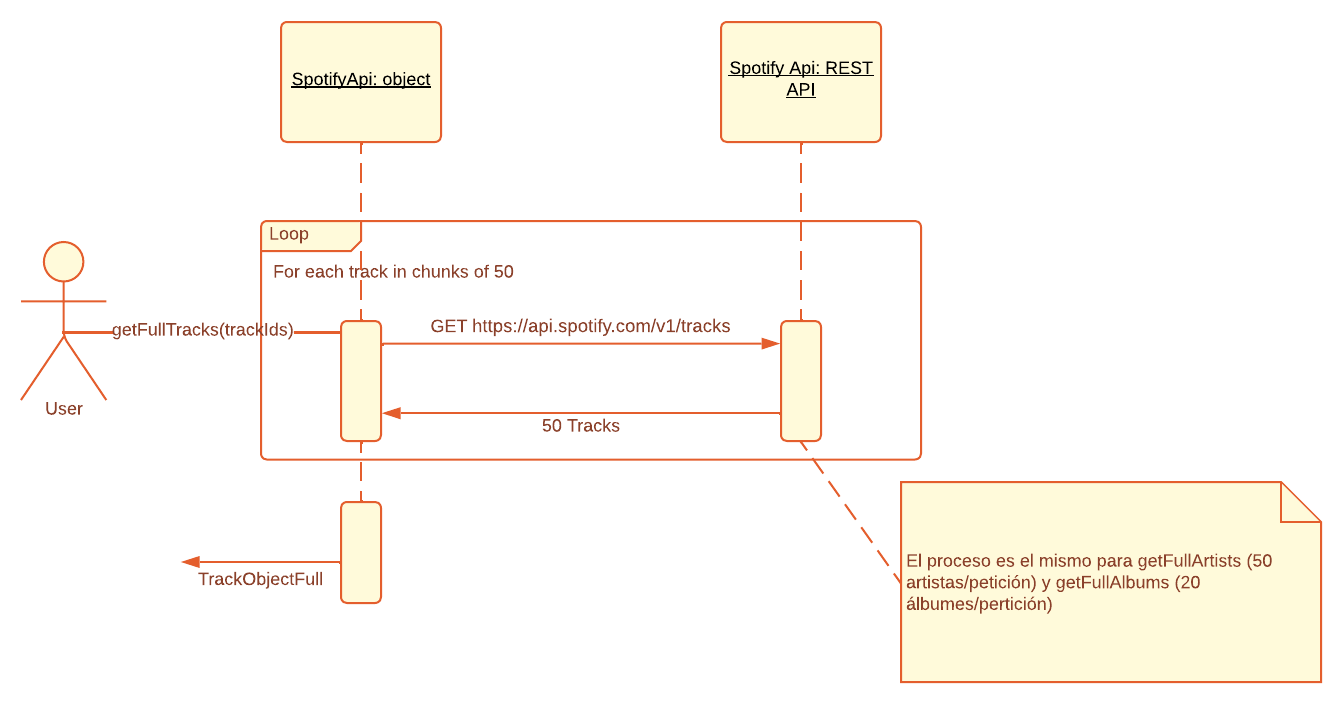 SpotifyApi: object
Spotify Api: REST
API
Loop
For each track in chunks of 50
getFullTracks(trackIds)
GET https://api.spotify.com/v1/tracks
User
50 Tracks
TrackObjectFull
El proceso es el mismo para getFullArtists (50
artistas/petición) y getFullAlbums (20
álbumes/pertición)